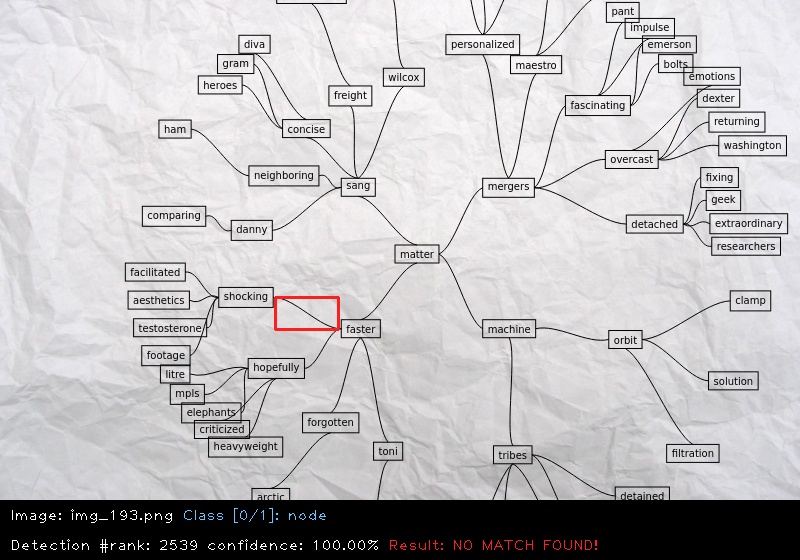 pant
impulse
diva
personalized
emerson
gram
maestro
bolts
wilcox
emotions
heroes
freight
dexter
fascinating
returning
ham
concise
washington
overcast
neighboring
fixing
sang
mergers
geek
comparing
danny
detached
extraordinary
researchers
matter
facilitated
shocking
aesthetics
clamp
testosterone
faster
machine
orbit
footage
hopefully
litre
solution
mpls
elephants
forgotten
criticized
heavyweight
toni
tribes
filtration
arctic
detained
Image: img_193.png Class [0/1]: node
Detection #rank: 2539 confidence: 100.00% Result: NO MATCH FOUND!